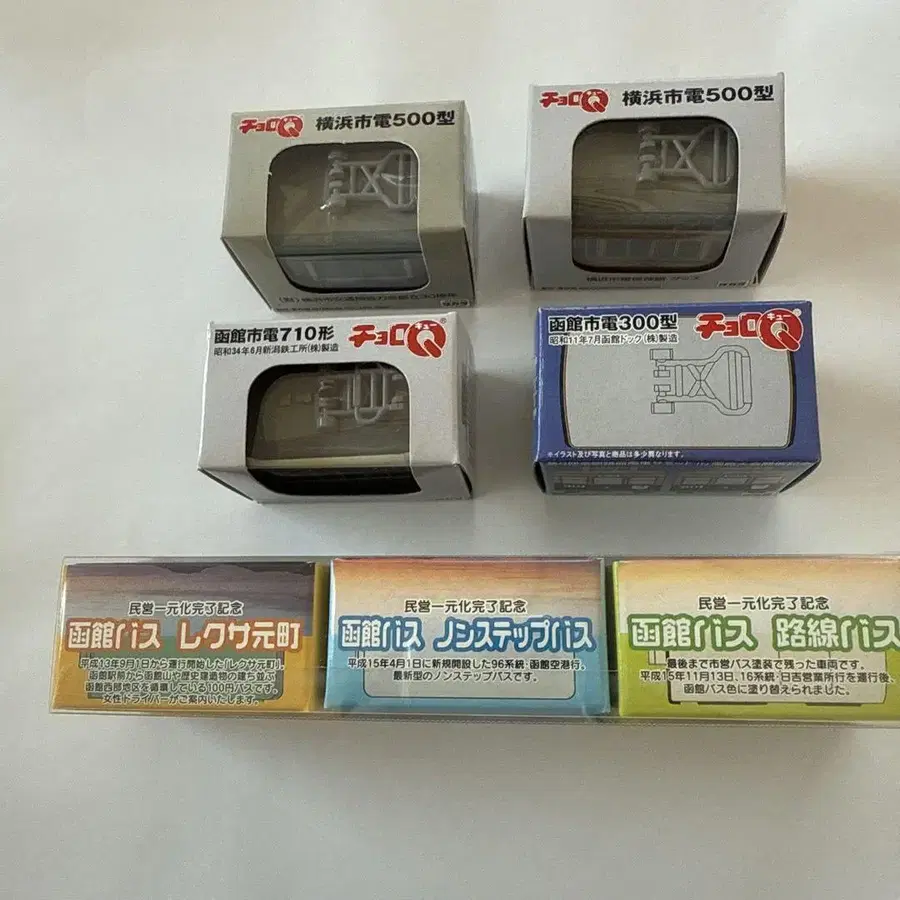 チョロQ 横浜市電500型
チョロQ 横浜市電500型
函館市電710形 チョロQ キュー ®
昭和34年6月新潟鉄工所(株)製造
函館市電300型 チョロQ キュー ®
昭和11年7月函館ドック(株)製造
※イラスト及び写真と商品は多少異なります。
民営一元化完了記念
函館バス レクサ元町
平成13年9月1日から運行開始した「レクサ元町」。
函館駅前から函館山や歴史建造物の建ち並ぶ
函館西部地区を循環している100円バスです。
女性ドライバーがご案内いたします。
民営一元化完了記念
函館バス ノンステップバス
平成15年4月1日に新規開設した96系統・函館空港行。
最新型のノンステップバスです。
民営一元化完了記念
函館バス 路線バス
最後まで市営バス塗装で残った車両です。
平成15年11月13日、16系統・日吉営業所行を運行後、
函館バス色に塗り替えられました。